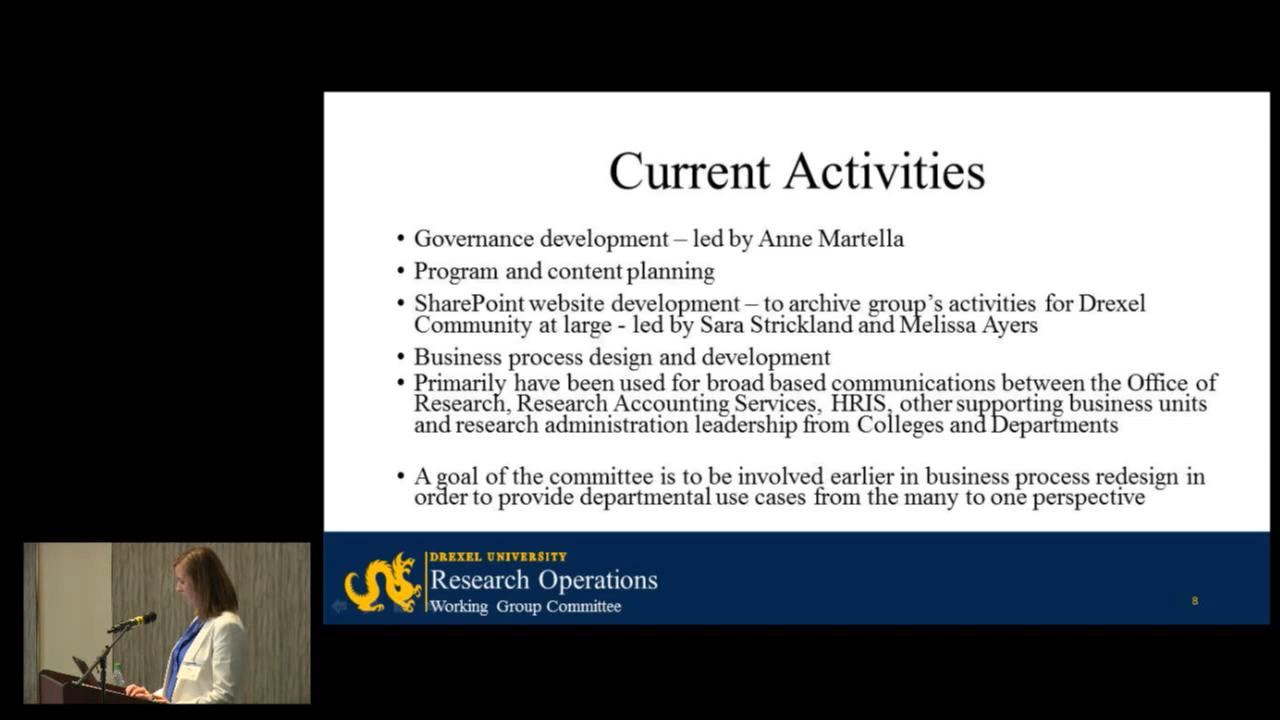 Current Activities
• Governance development – led by Anne Martella
• Program and content planning
• SharePoint website development – to archive group's activities for Drexel
Community at large - led by Sara Strickland and Melissa Ayers
• Business process design and development
• Primarily have been used for broad based communications between the Office of
Research, Research Accounting Services, HRIS, other supporting business units
and research administration leadership from Colleges and Departments
• A goal of the committee is to be involved earlier in business process redesign in
order to provide departmental use cases from the many to one perspective
DREXEL UNIVERSITY
Research Operations
Working Group Committee
8